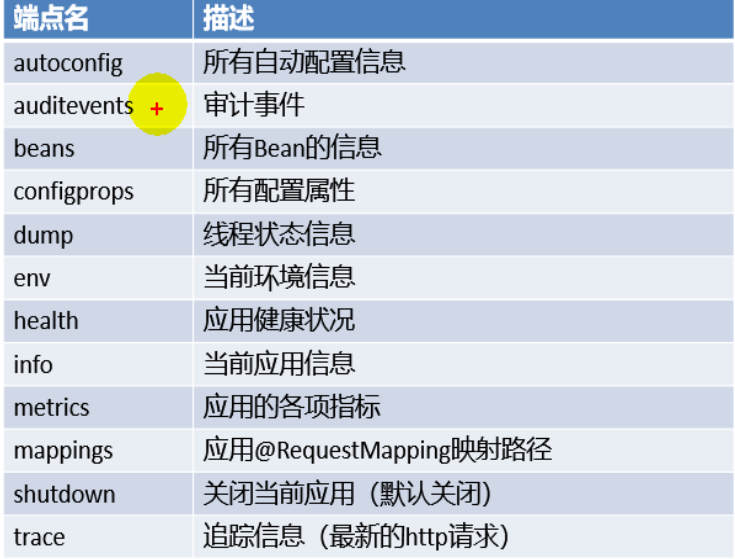 端点名 描述
autoconfig 所有自动配置信息
auditevents 审计事件
beans 所有Bean的信息
configprops 所有配置属性
dump 线程状态信息
env 当前环境信息
health 应用健康状况
info 当前应用信息
metrics 应用的各项指标
mappings 应用@RequestMapping映射路径
shutdown 关闭当前应用（默认关闭）
trace 追踪信息（最新的http请求）